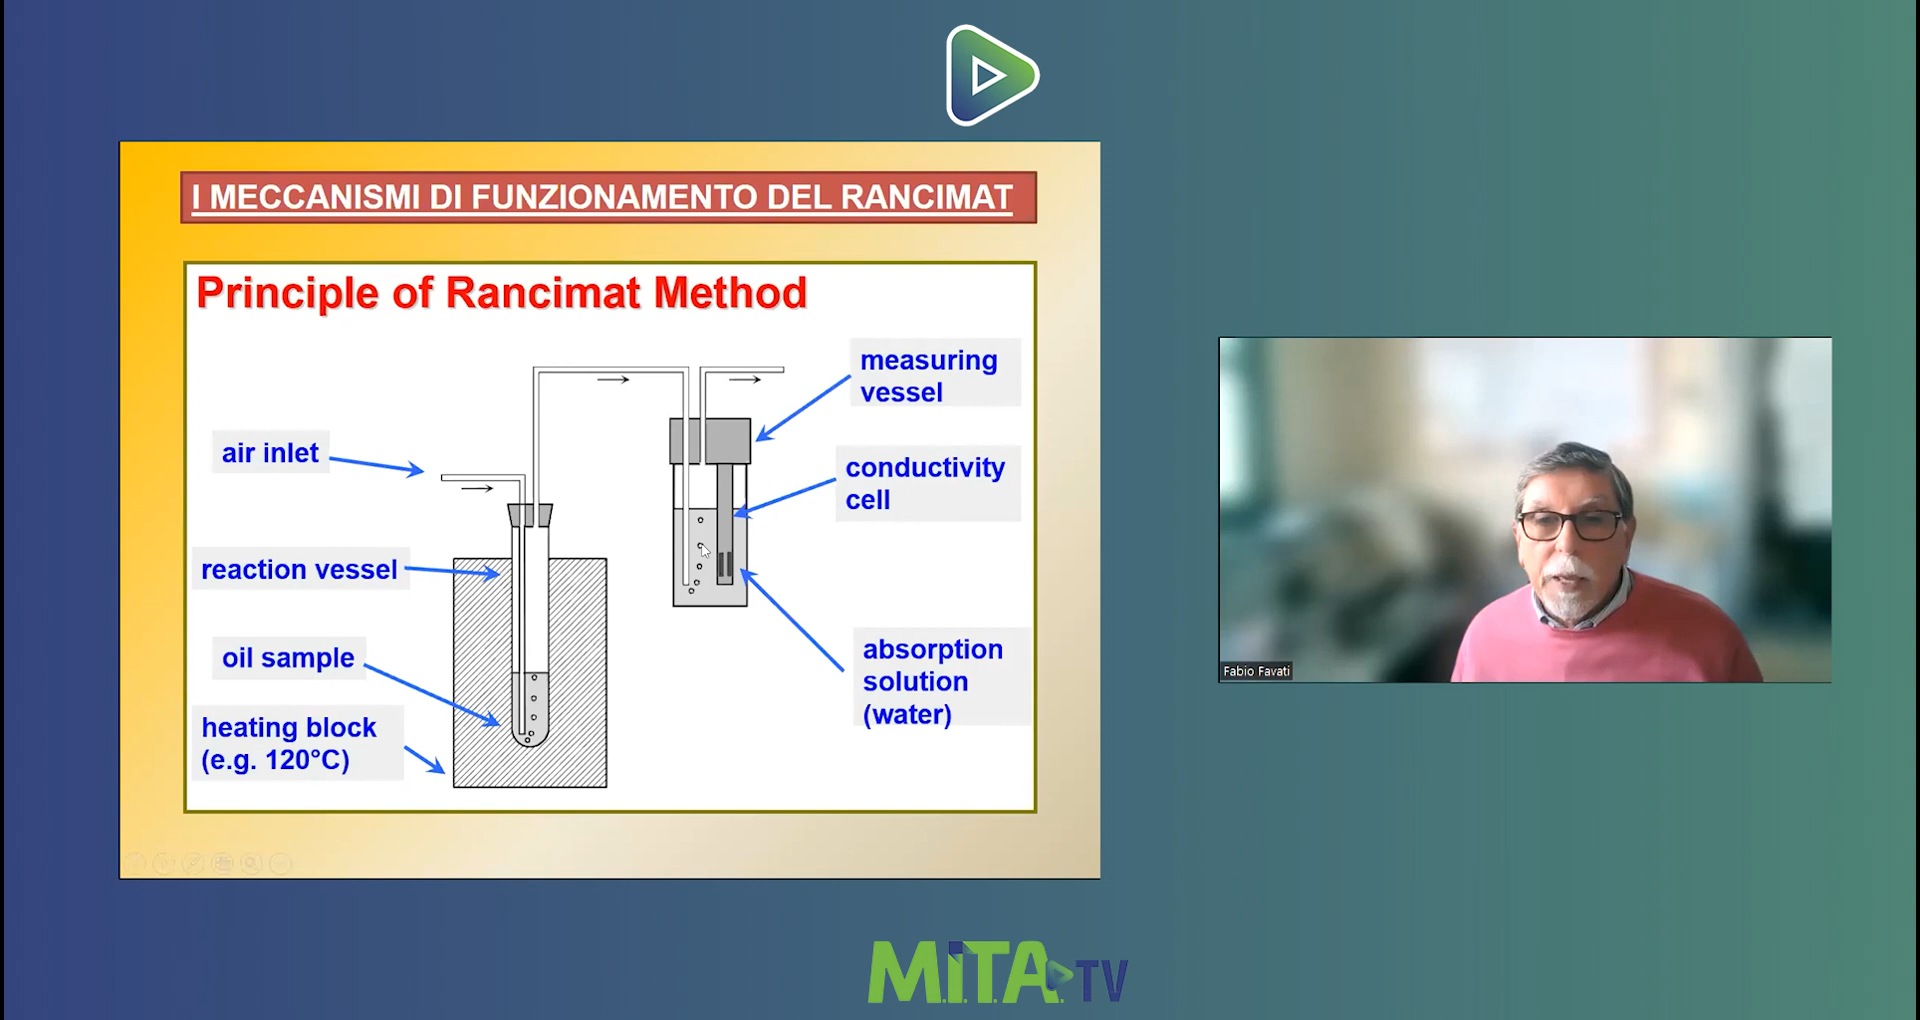 I MECCANISMI DI FUNZIONAMENTO DEL RANCIMAT
Principle of Rancimat Method
measuring
vessel
air inlet
conductivity
cell
reaction vessel
oil sample
absorption
solution
(water)
heating block
(e.g. 120°C)
Fabio Favati
M.I.T.A. TV